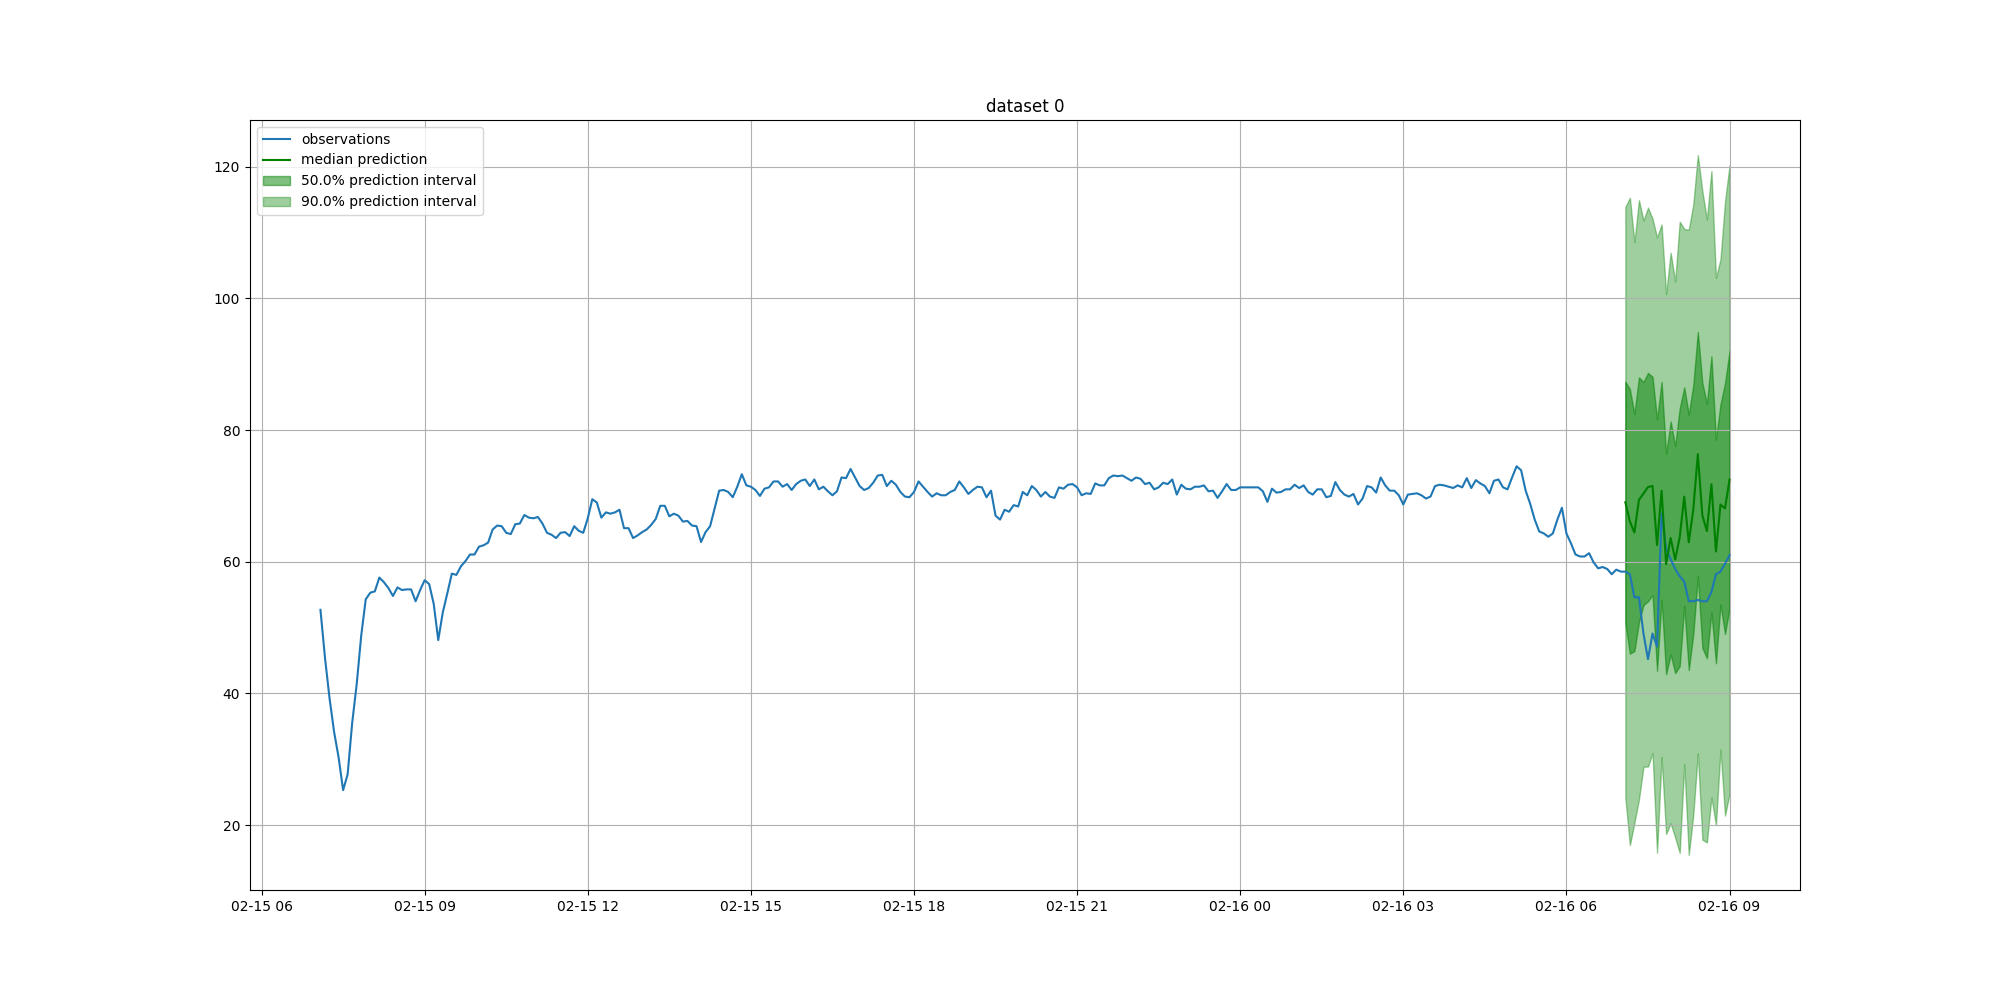 dataset 0
observations
median prediction
50.0% prediction interval
90.0% prediction interval
120
100
80
60
40
20
02-15 06 02-15 09 02-15 12 02-15 15 02-15 18 02-15 21 02-16 00 02-16 03 02-16 06 02-16 09